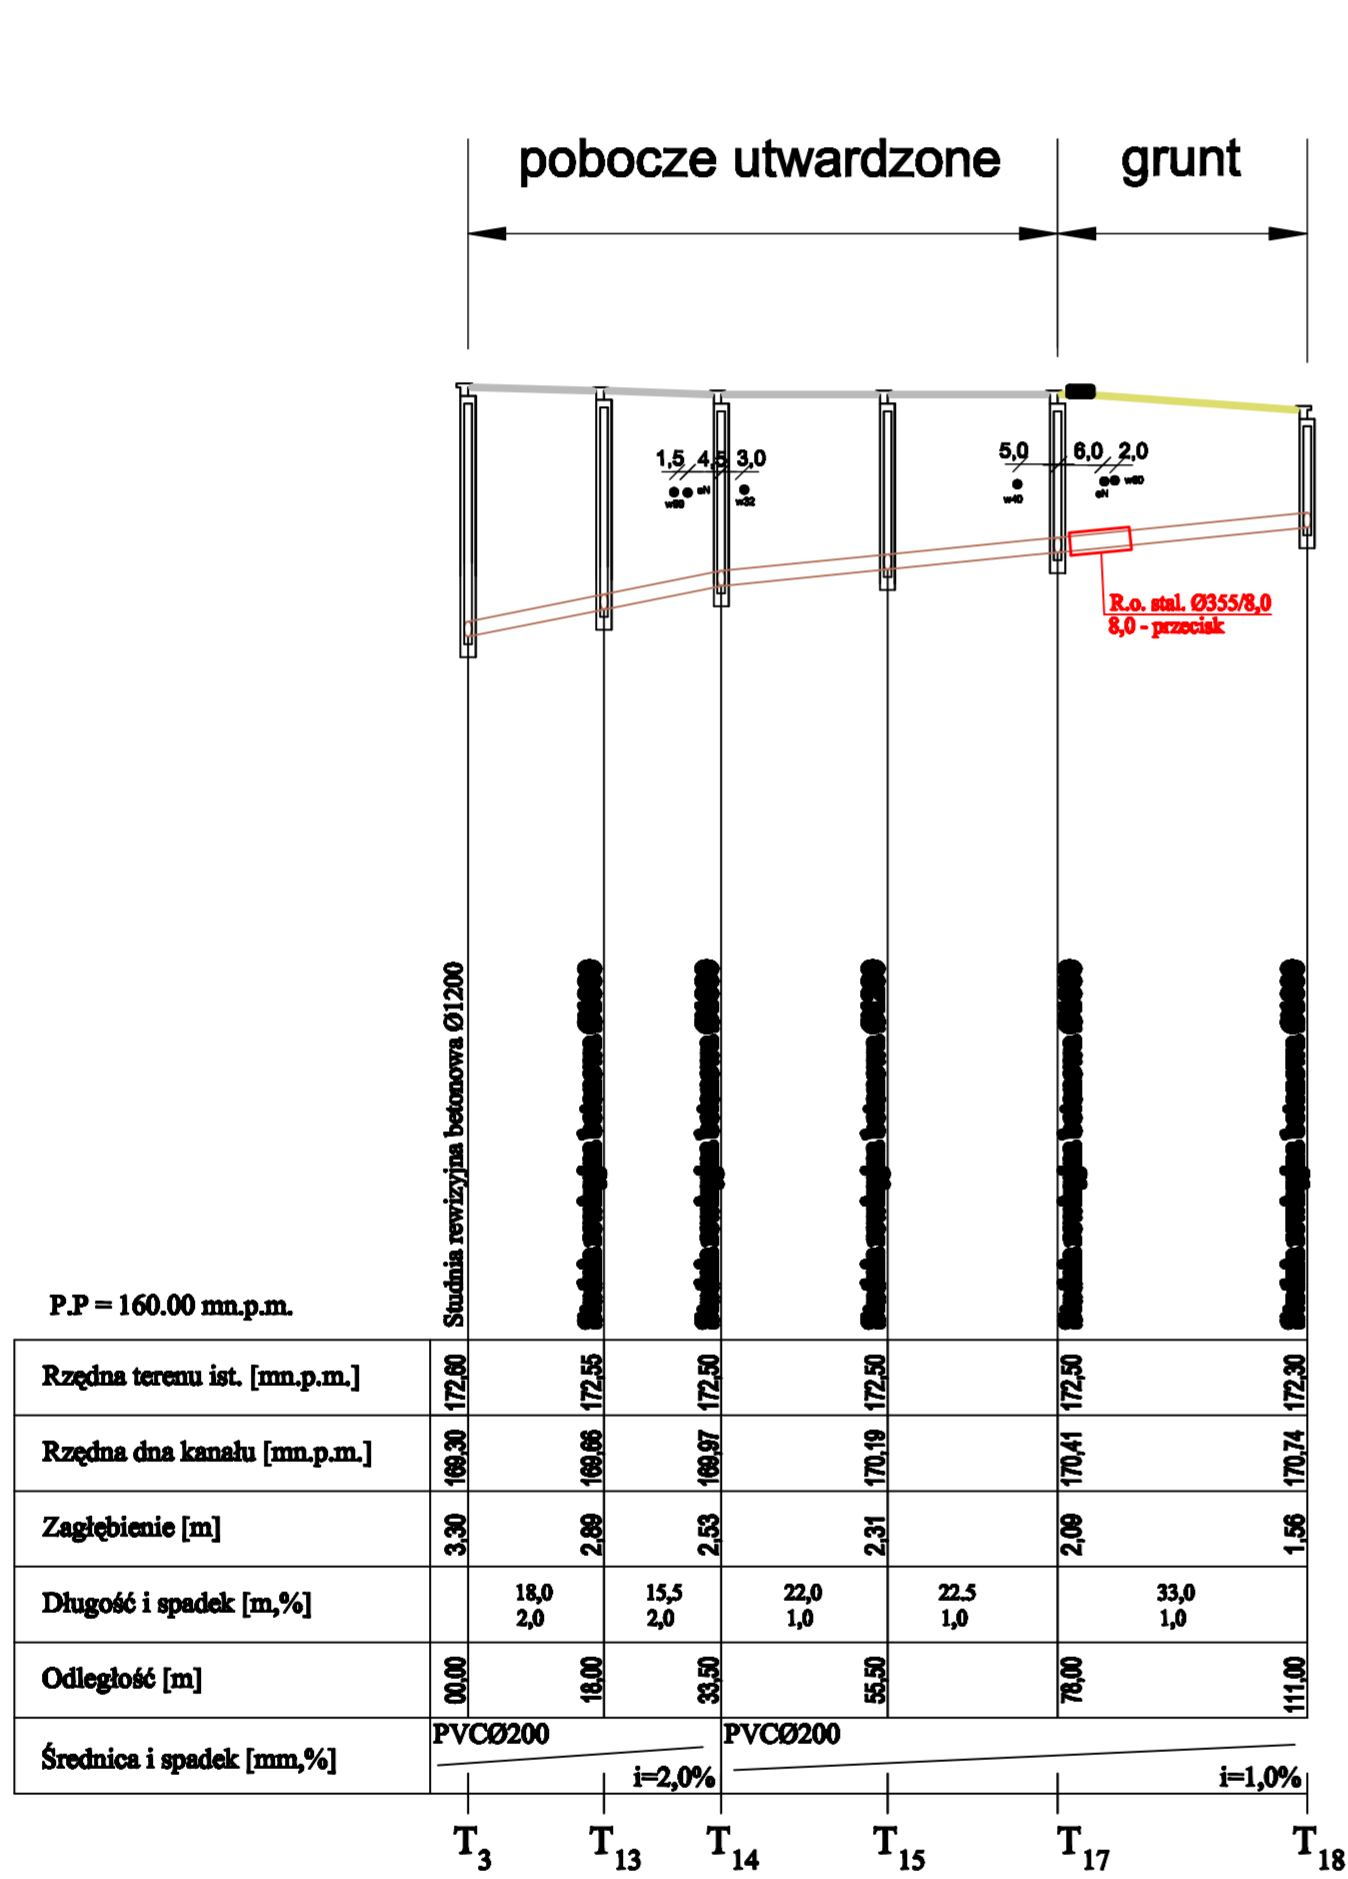 pobocze utwardzone grunt
1,5 4,5 3,0 5,0 6,0 2,0
eN w32 w40 eN
R.o. stal. Ø355/8,0
8,0 - przecisk
Studnia rewizyjna betonowa Ø1200
P.P = 160.00 mn.p.m.
Rzędna terenu ist. [mn.p.m.] 172,60 172,55 172,50 172,50 172,50 172,30
Rzędna dna kanału [mn.p.m.] 169,30 169,66 169,97 170,19 170,41 170,74
Zagłębienie [m] 3,30 2,89 2,53 2,31 2,09 1,56
Długość i spadek [m,%] 18,0 15,5 22,0 22.5 33,0
2,0 2,0 1,0 1,0 1,0
Odległość [m] 00,00 18,00 33,50 55,50 78,00 111,00
Średnica i spadek [mm,%] PVCØ200 PVCØ200
i=2,0% i=1,0%
T3 T13 T14 T15 T17 T18